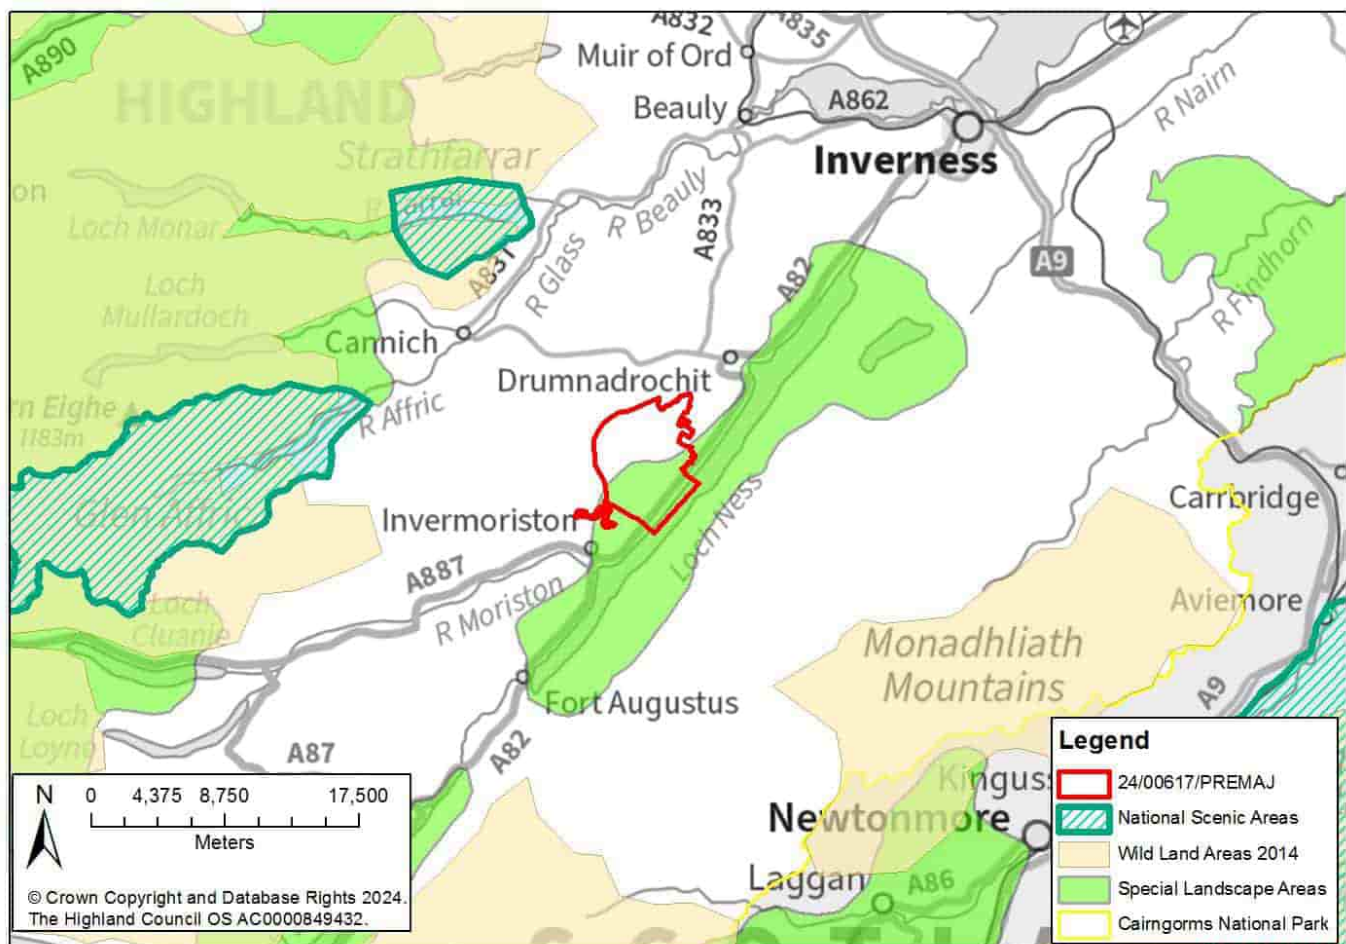 A890
A832
A835
Muir of Ord
HIGHLAND
Beauly
A862
R Nairn
Inverness
Strathfarrar
R Beauly
A833
Loch Monar
A831
R Glass
A82
A9
R Findhorn
Loch
Mullardoch
Cannich
Drumnadrochit
rn Eighe
1183m
R Affric
Glen Affric
Invermoriston
Loch Ness
Carrbridge
A887
R Moriston
Aviemore
Loch
Cluanie
Monadhliath
Mountains
Fort Augustus
A9
Loch
Loyne
A87
A82
Kinguss
Newtonmore
Laggan
A86
Legend
24/00617/PREMAJ
National Scenic Areas
Wild Land Areas 2014
Special Landscape Areas
Cairngorms National Park
N
0 4,375 8,750 17,500
Meters
© Crown Copyright and Database Rights 2024.
The Highland Council OS AC0000849432.